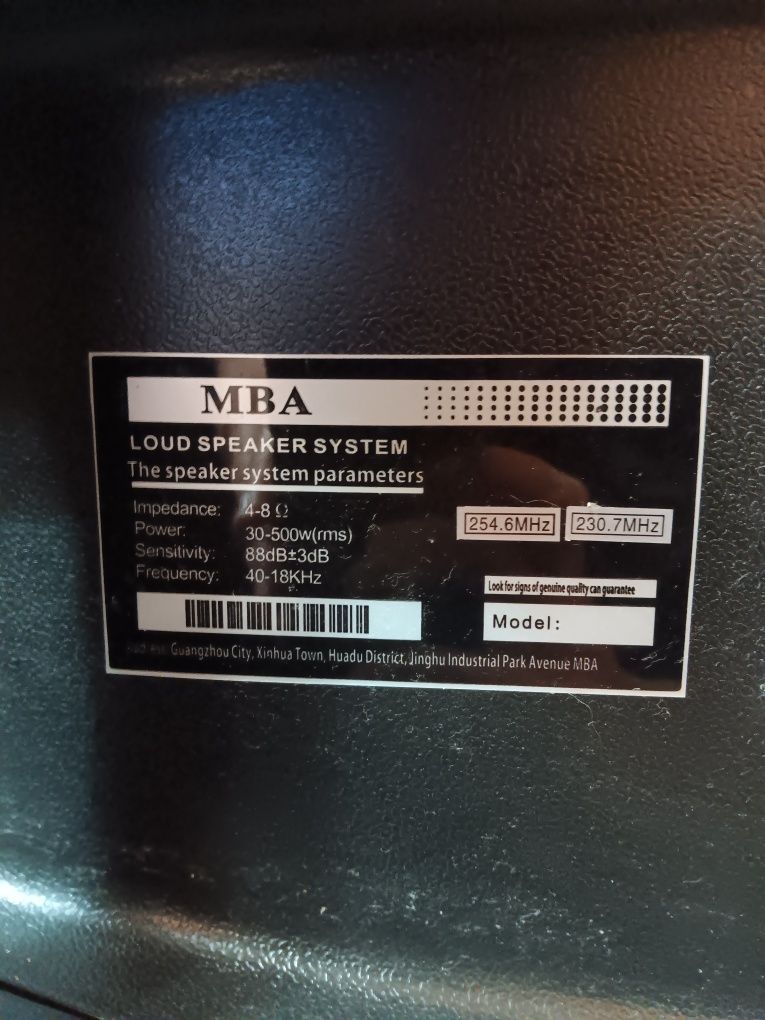 MBA
LOUD SPEAKER SYSTEM
The speaker system parameters
Impedance: 4-8 Ω
Power: 30-500w(rms)
Sensitivity: 88dB±3dB
Frequency: 40-18KHz
254.6MHz 230.7MHz
Look for signs of genuine quality can guarantee
Model:
Guangzhou City, Xinhua Town, Huadu District, Jinghu Industrial Park Avenue MBA